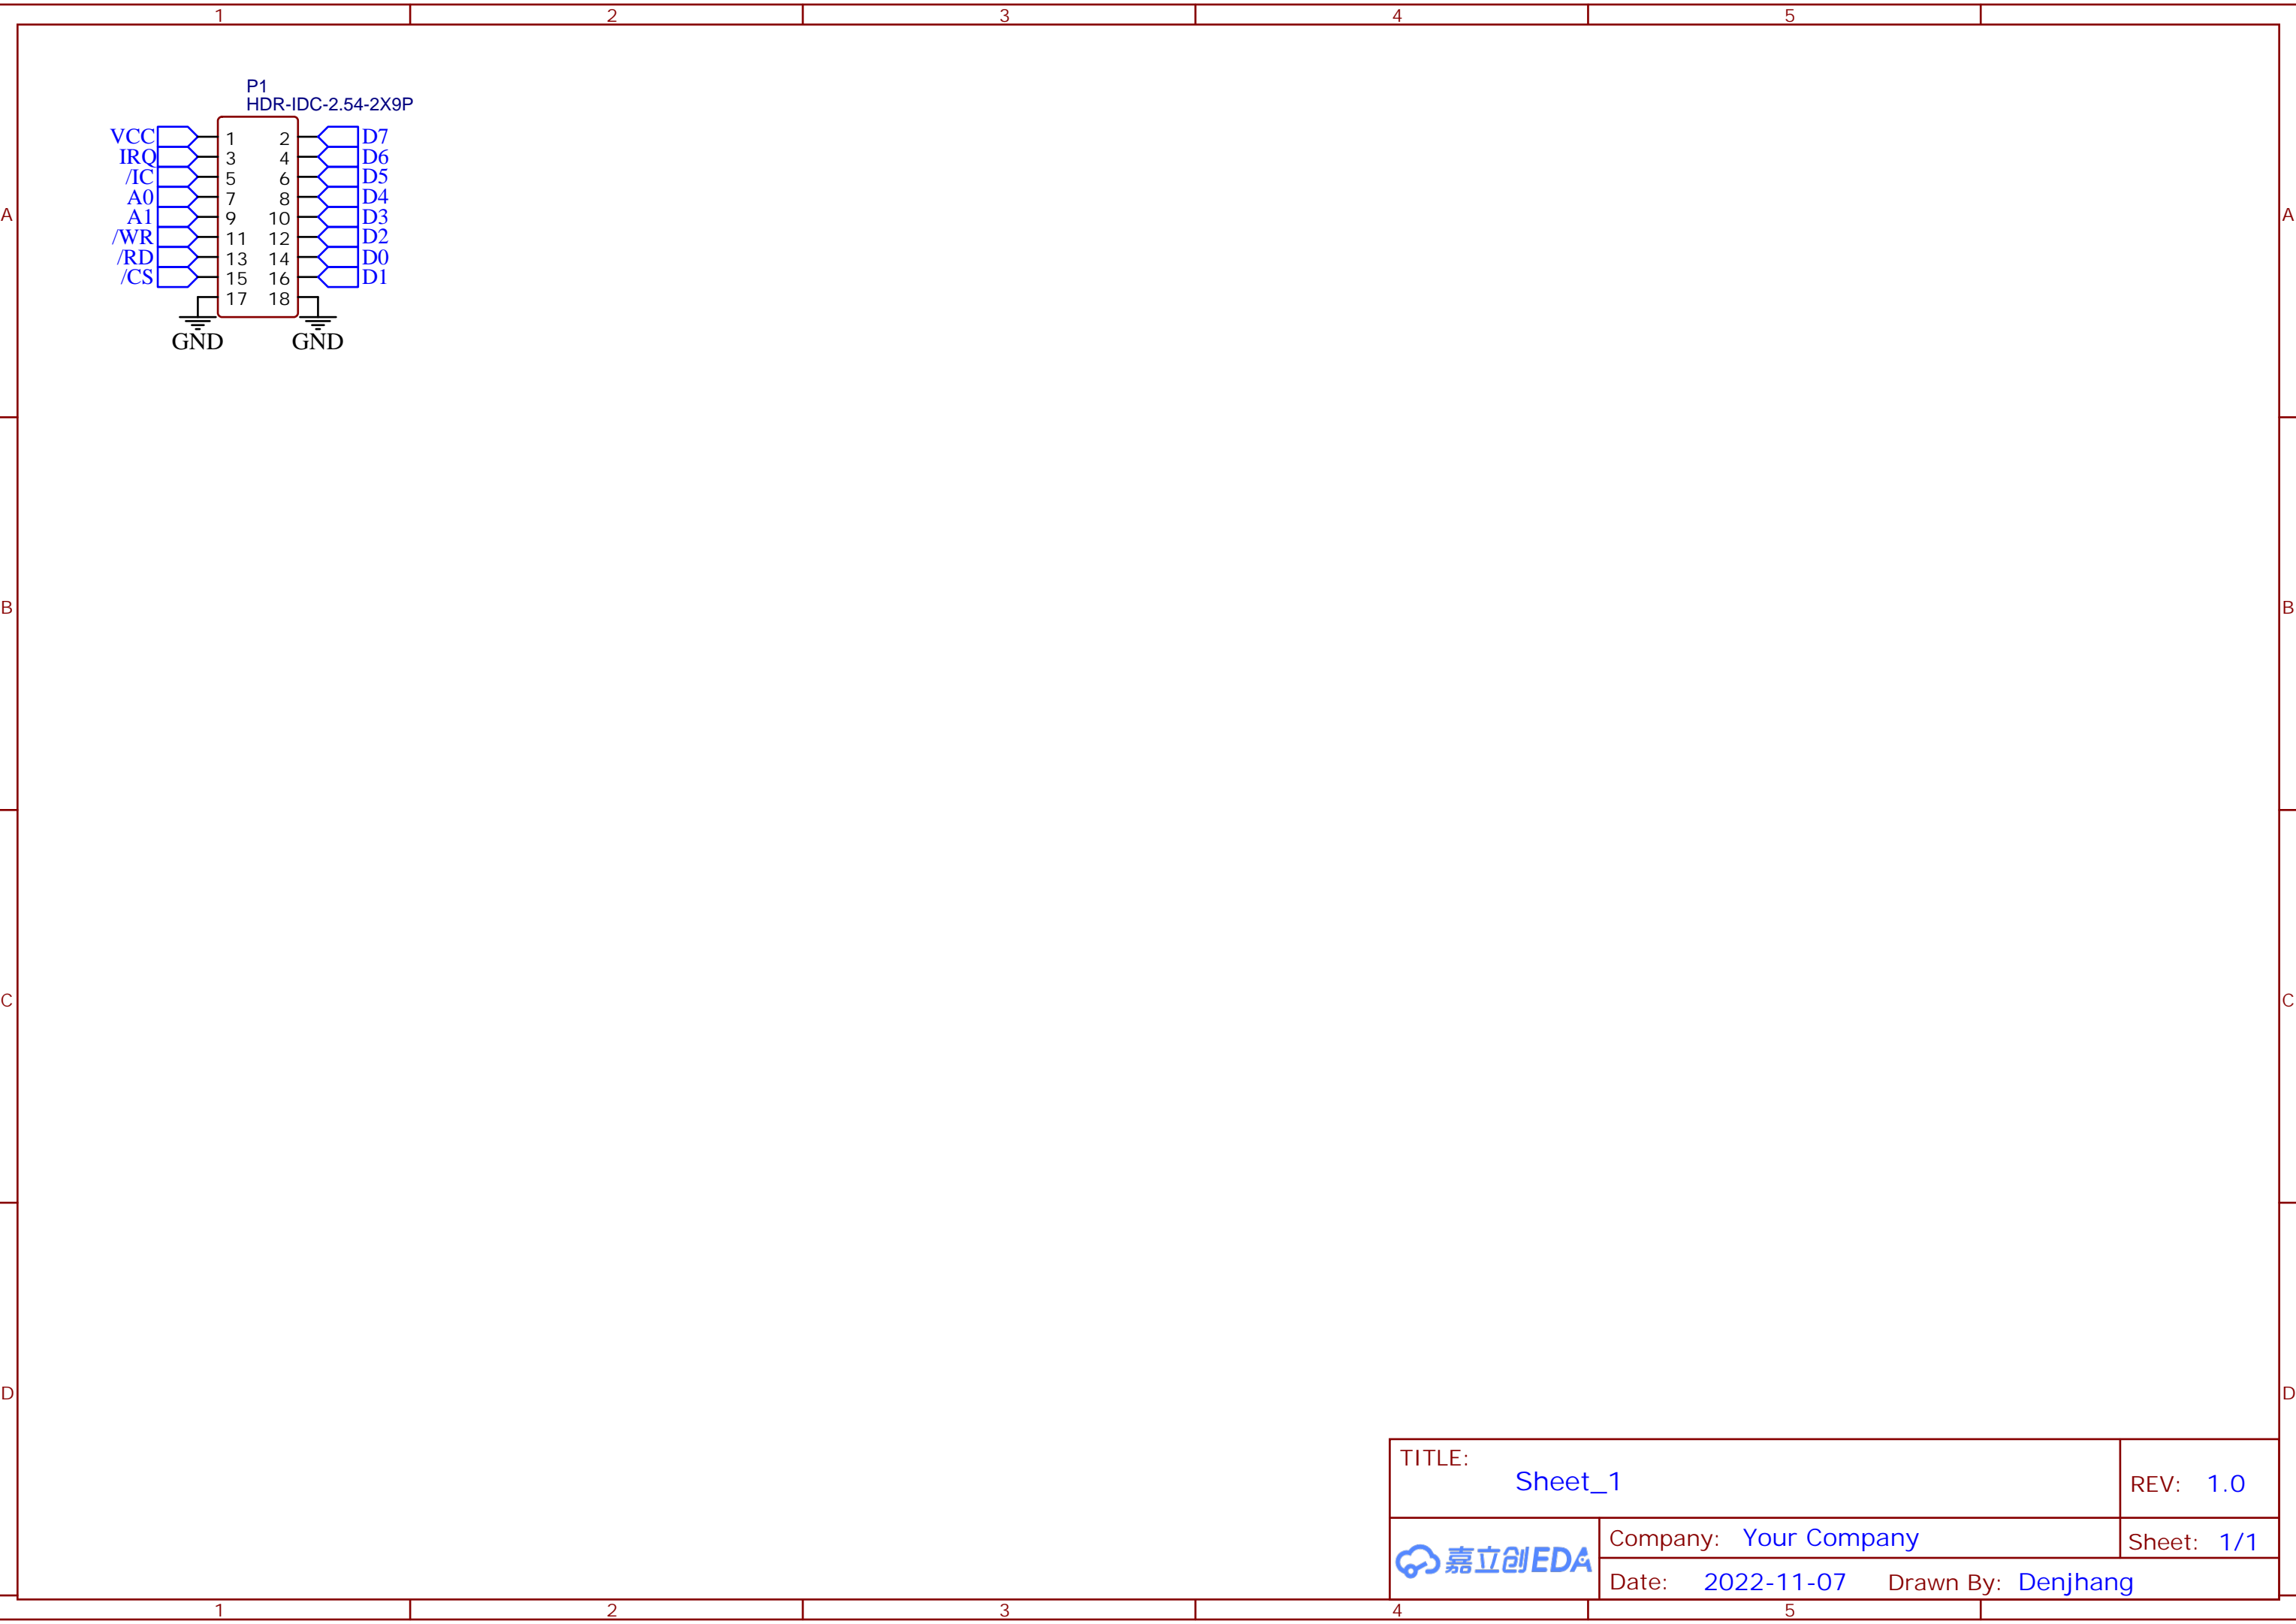 1 2 3 4 5
P1
HDR-IDC-2.54-2X9P
VCC 1 2 D7
IRQ 3 4 D6
/IC 5 6 D5
A0 7 8 D4
A1 9 10 D3
/WR 11 12 D2
/RD 13 14 D0
/CS 15 16 D1
17 18
GND GND
A A
B B
C C
D D
TITLE:
Sheet_1
REV: 1.0
嘉立创EDA
Company: Your Company
Sheet: 1/1
Date: 2022-11-07 Drawn By: Denjhang
1 2 3 4 5